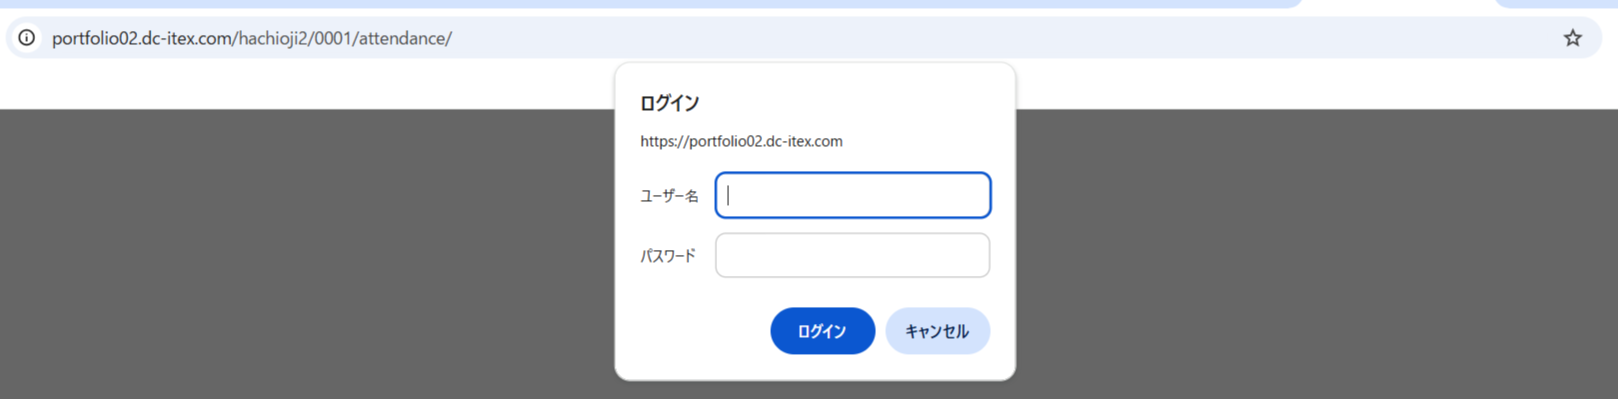 portfolio02.dc-itex.com/hachioji2/0001/attendance/
ログイン
https://portfolio02.dc-itex.com
ユーザー名
パスワード
ログイン キャンセル